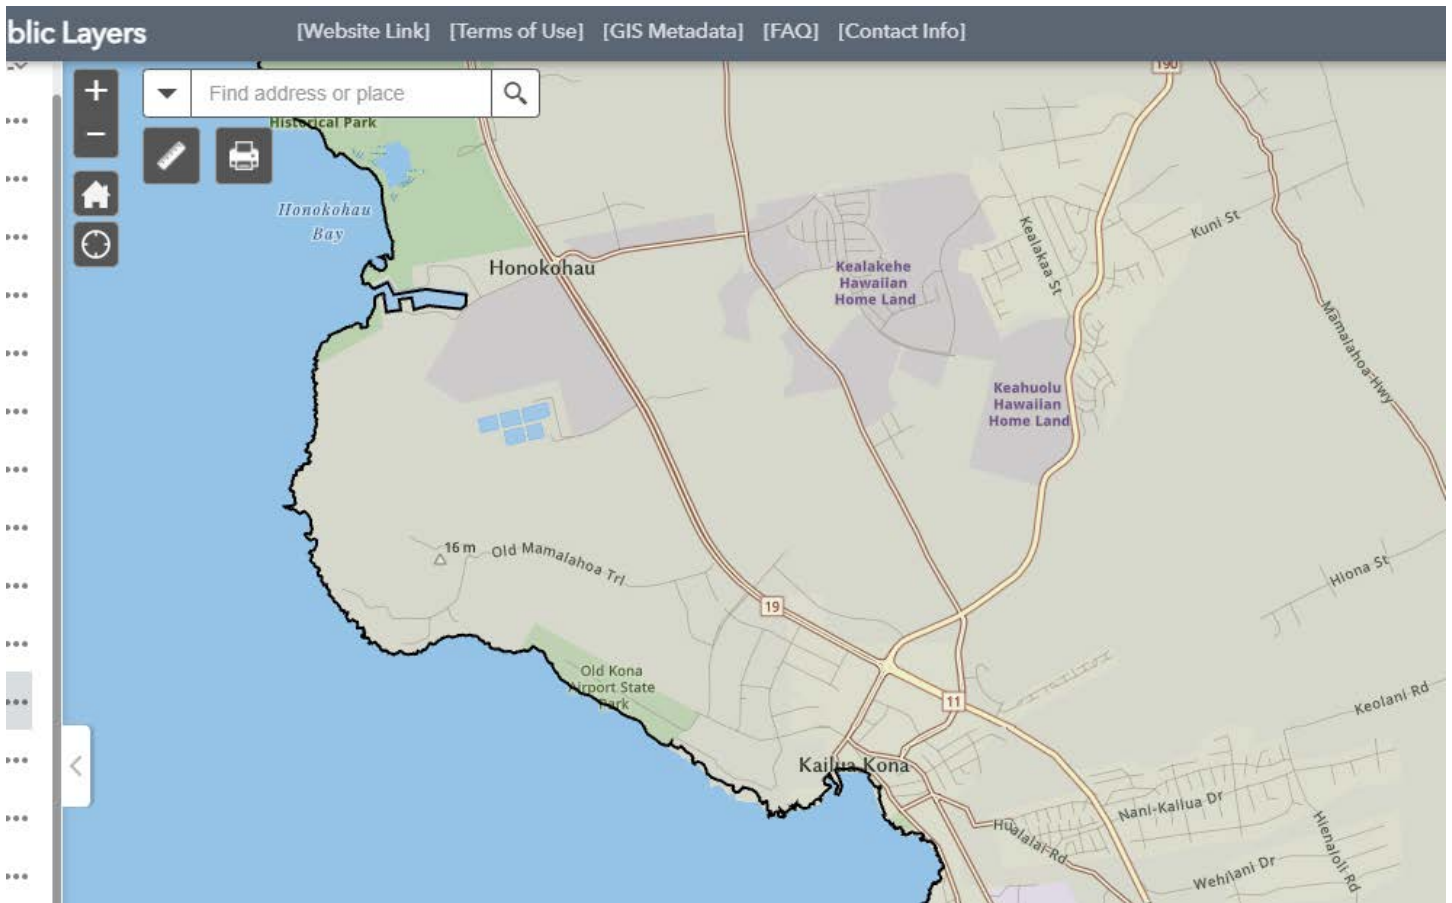 blic Layers
[Website Link] [Terms of Use] [GIS Metadata] [FAQ] [Contact Info]
190
Find address or place
Historical Park
Honokohau
Bay
Kuni St
Kealakaa St
Honokohau
Kealakehe
Hawaiian
Home Land
Mamalahoa Hwy
Keahuolu
Hawaiian
Home Land
16 m
Old Mamalahoa Trl
Hiona St
19
Old Kona
Airport State
Park
11
Keolani Rd
Kailua Kona
Nani-Kailua Dr
Hualalai Rd
Hienaloli Rd
Wehilani Dr